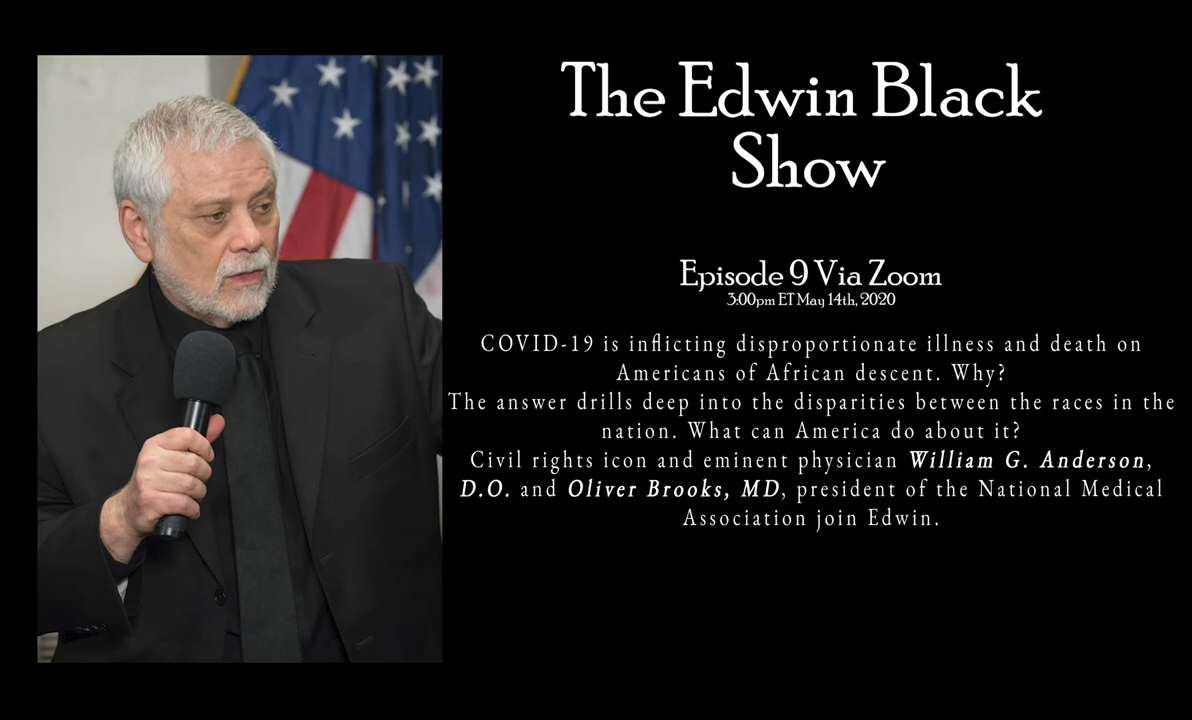 The Edwin Black
Show
Episode 9 Via Zoom
3:00pm ET May 14th, 2020
COVID-19 is inflicting disproportionate illness and death on
Americans of African descent. Why?
The answer drills deep into the disparities between the races in the
nation. What can America do about it?
Civil rights icon and eminent physician William G. Anderson,
D.O. and Oliver Brooks, MD, president of the National Medical
Association join Edwin.